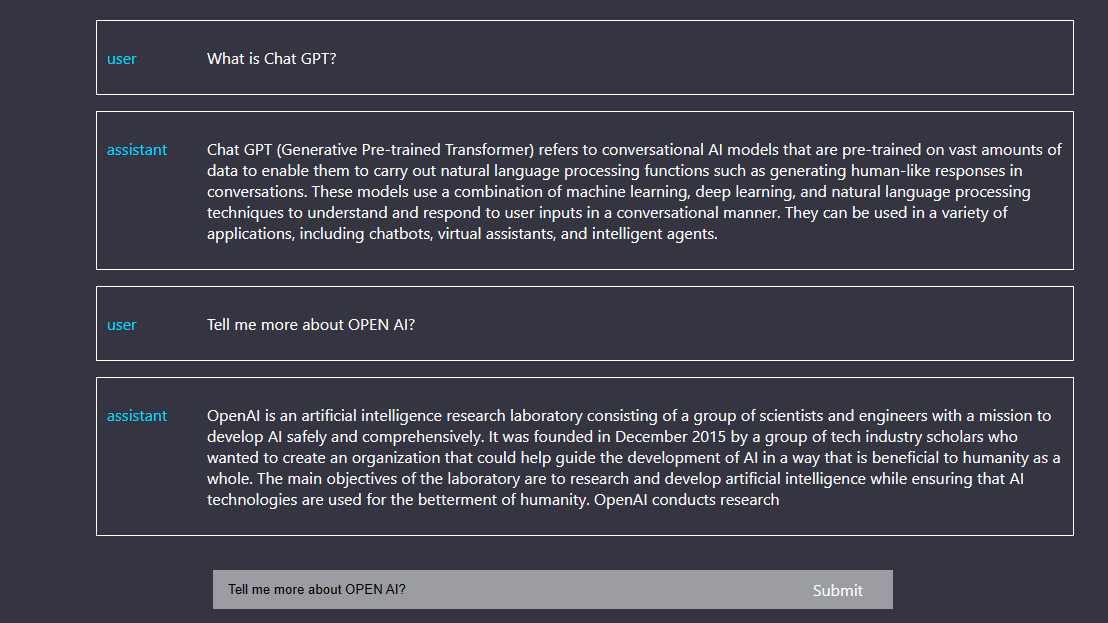 user What is Chat GPT?
assistant Chat GPT (Generative Pre-trained Transformer) refers to conversational AI models that are pre-trained on vast amounts of
data to enable them to carry out natural language processing functions such as generating human-like responses in
conversations. These models use a combination of machine learning, deep learning, and natural language processing
techniques to understand and respond to user inputs in a conversational manner. They can be used in a variety of
applications, including chatbots, virtual assistants, and intelligent agents.
user Tell me more about OPEN AI?
assistant OpenAI is an artificial intelligence research laboratory consisting of a group of scientists and engineers with a mission to
develop AI safely and comprehensively. It was founded in December 2015 by a group of tech industry scholars who
wanted to create an organization that could help guide the development of AI in a way that is beneficial to humanity as a
whole. The main objectives of the laboratory are to research and develop artificial intelligence while ensuring that AI
technologies are used for the betterment of humanity. OpenAI conducts research
Tell me more about OPEN AI? Submit